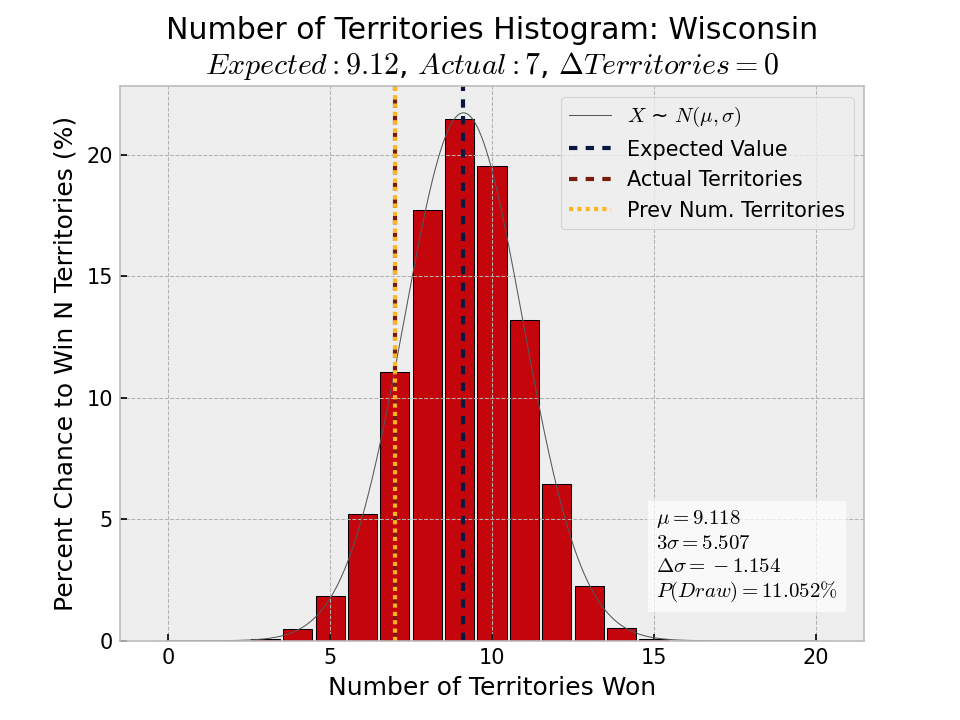 Number of Territories Histogram: Wisconsin
Expected : 9.12, Actual : 7, ΔTerritories = 0
Percent Chance to Win N Territories (%)
20
15
10
5
0
X ~ N(μ, σ)
Expected Value
Actual Territories
Prev Num. Territories
μ = 9.118
3σ = 5.507
Δσ = − 1.154
P(Draw) = 11.052%
0 5 10 15 20
Number of Territories Won